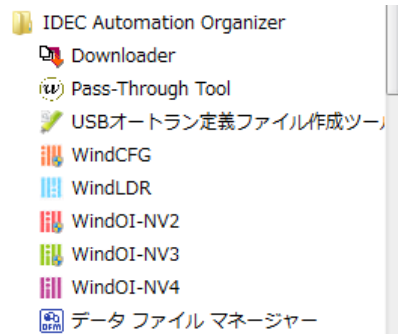 IDEC Automation Organizer
Downloader
Pass-Through Tool
USBオートラン定義ファイル作成ツール
WindCFG
WindLDR
WindOI-NV2
WindOI-NV3
WindOI-NV4
データ ファイル マネージャー